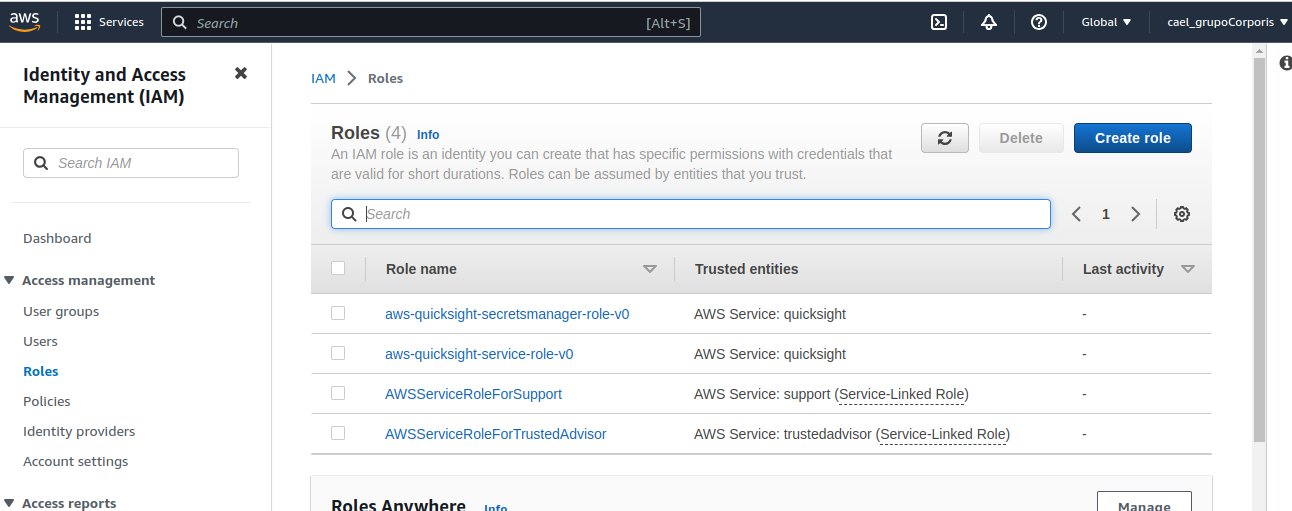 aws
Services
Search
[Alt+S]
Global
cael_grupoCorporis
Identity and Access
Management (IAM)
Search IAM
Dashboard
Access management
User groups
Users
Roles
Policies
Identity providers
Account settings
Access reports
IAM
Roles
Roles (4) Info
An IAM role is an identity you can create that has specific permissions with credentials that
are valid for short durations. Roles can be assumed by entities that you trust.
Delete
Create role
Search
1
Role name Trusted entities Last activity
aws-quicksight-secretsmanager-role-v0 AWS Service: quicksight -
aws-quicksight-service-role-v0 AWS Service: quicksight -
AWSServiceRoleForSupport AWS Service: support (Service-Linked Role) -
AWSServiceRoleForTrustedAdvisor AWS Service: trustedadvisor (Service-Linked Role) -
Roles Anywhere Info
Manage